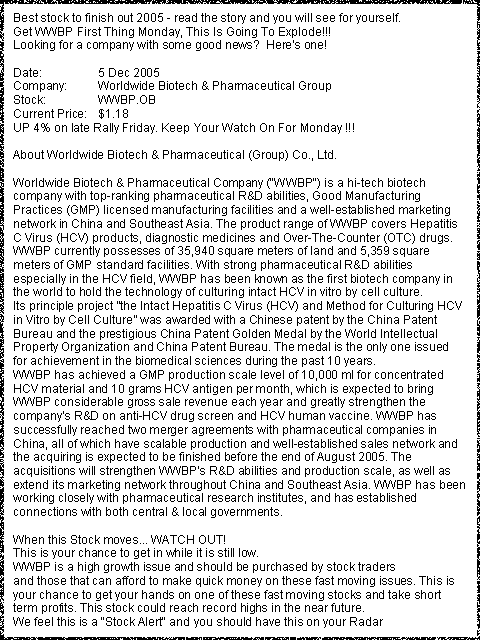 Best stock to finish out 2005 - read the story and you will see for yourself.
Get WWBP First Thing Monday, This Is Going To Explode!!!
Looking for a company with some good news?  Here's one!
Date: 5 Dec 2005
Company: Worldwide Biotech & Pharmaceutical Group
Stock: WWBP.OB
Current Price: $1.18
UP 4% on late Rally Friday. Keep Your Watch On For Monday !!!
About Worldwide Biotech & Pharmaceutical (Group) Co., Ltd.
Worldwide Biotech & Pharmaceutical Company ("WWBP") is a hi-tech biotech
company with top-ranking pharmaceutical R&D abilities, Good Manufacturing
Practices (GMP) licensed manufacturing facilities and a well-established marketing
network in China and Southeast Asia. The product range of WWBP covers Hepatitis
C Virus (HCV) products, diagnostic medicines and Over-The-Counter (OTC) drugs.
WWBP currently possesses of 35,940 square meters of land and 5,359 square
meters of GMP standard facilities. With strong pharmaceutical R&D abilities
especially in the HCV field, WWBP has been known as the first biotech company in
the world to hold the technology of culturing intact HCV in vitro by cell culture.
Its principle project "the Intact Hepatitis C Virus (HCV) and Method for Culturing HCV
in Vitro by Cell Culture" was awarded with a Chinese patent by the China Patent
Bureau and the prestigious China Patent Golden Medal by the World Intellectual
Property Organization and China Patent Bureau. The medal is the only one issued
for achievement in the biomedical sciences during the past 10 years.
WWBP has achieved a GMP production scale level of 10,000 ml for concentrated
HCV material and 10 grams HCV antigen per month, which is expected to bring
WWBP considerable gross sale revenue each year and greatly strengthen the
company's R&D on anti-HCV drug screen and HCV human vaccine. WWBP has
successfully reached two merger agreements with pharmaceutical companies in
China, all of which have scalable production and well-established sales network and
the acquiring is expected to be finished before the end of August 2005. The
acquisitions will strengthen WWBP's R&D abilities and production scale, as well as
extend its marketing network throughout China and Southeast Asia. WWBP has been
working closely with pharmaceutical research institutes, and has established
connections with both central & local governments.
When this Stock moves... WATCH OUT!
This is your chance to get in while it is still low.
WWBP is a high growth issue and should be purchased by stock traders
and those that can afford to make quick money on these fast moving issues. This is
your chance to get your hands on one of these fast moving stocks and take short
term profits. This stock could reach record highs in the near future.
We feel this is a "Stock Alert" and you should have this on your Radar